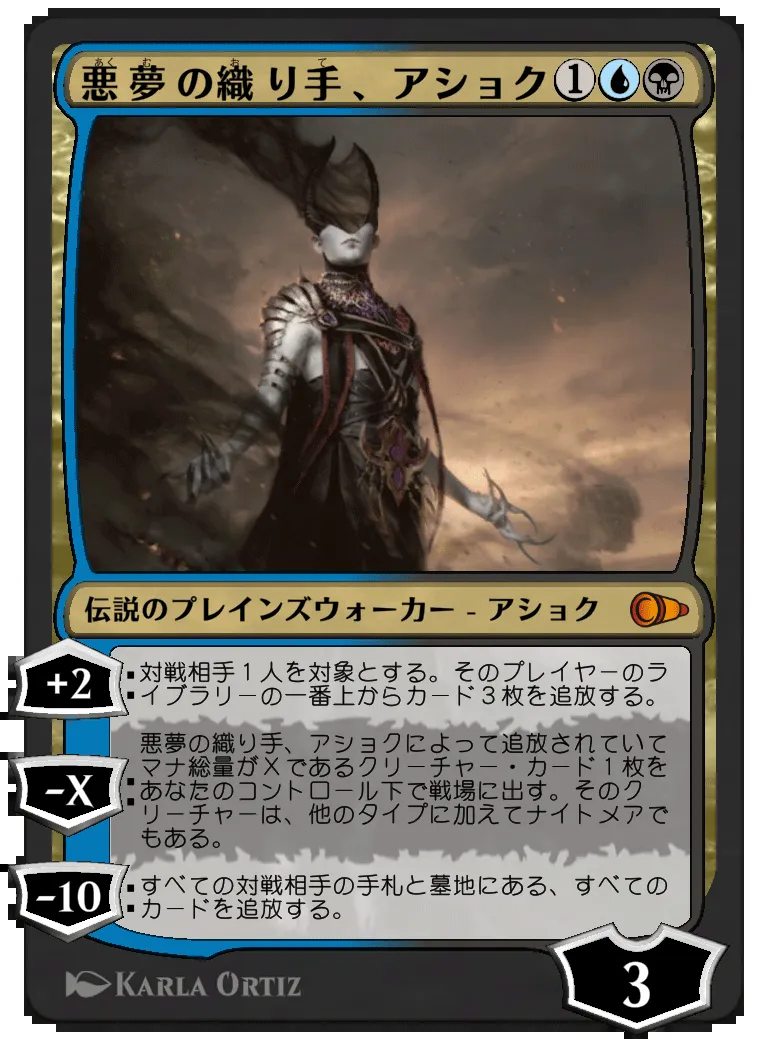 悪夢の織り手、アショク 1
伝説のプレインズウォーカー - アショク
+2
対戦相手1人を対象とする。そのプレイヤーのラ
イブラリーの一番上からカード3枚を追放する。
-X
悪夢の織り手、アショクによって追放されていて
マナ総量がXであるクリーチャー・カード1枚を
あなたのコントロール下で戦場に出す。そのク
リーチャーは、他のタイプに加えてナイトメアで
もある。
-10
すべての対戦相手の手札と墓地にある、すべての
カードを追放する。
3
KARLA ORTIZ